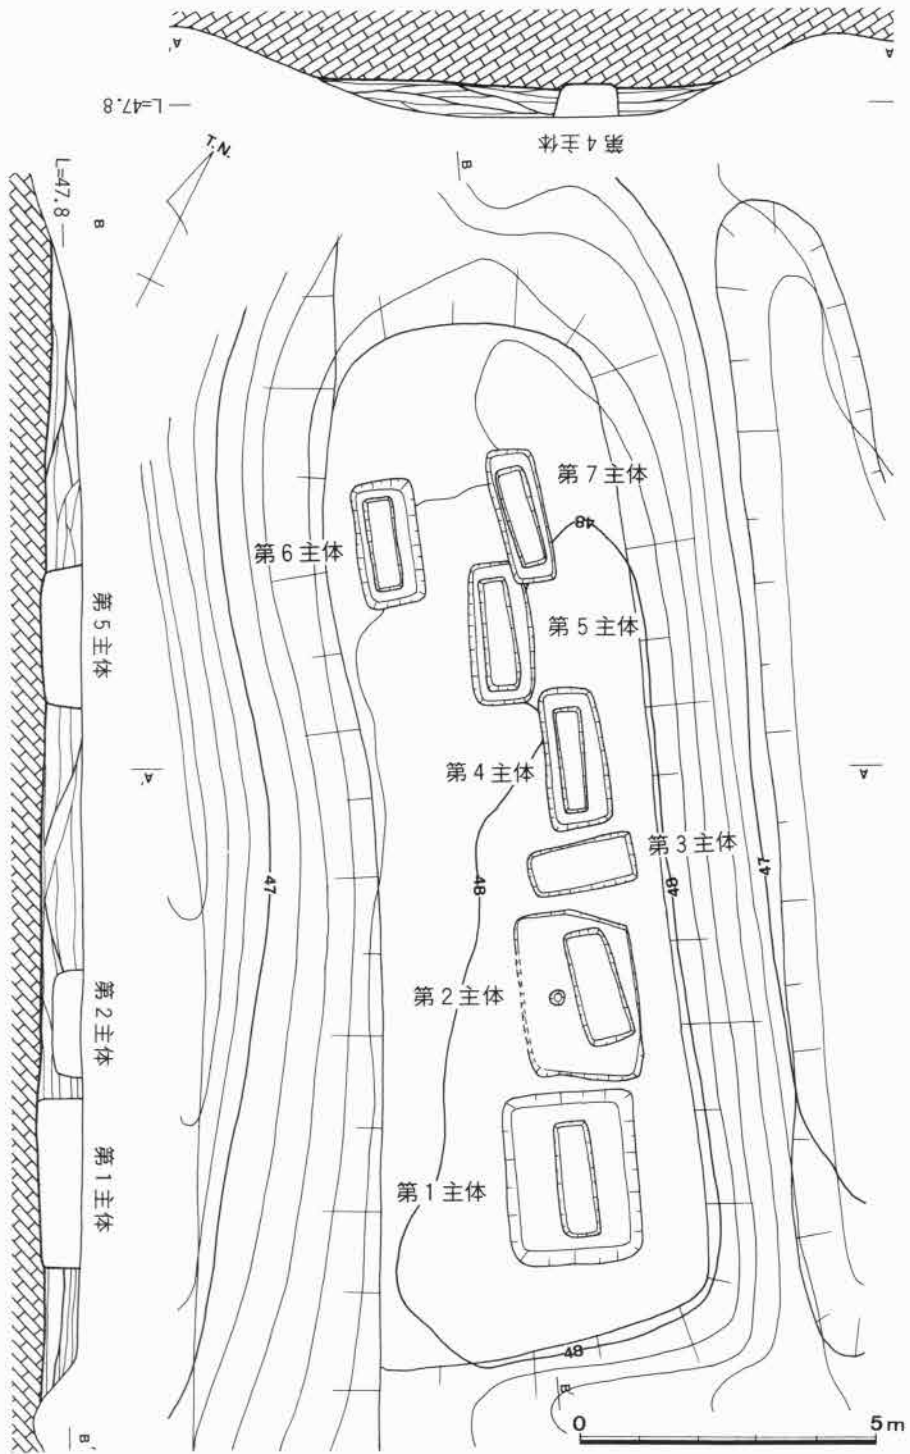 A'
A
L=47.8
第4主体
T.N.
B
L=47.8
B
第7主体
48
第6主体
第5主体
第5主体
A'
A
第4主体
第3主体
47
48
48
47
第2主体
第2主体
第1主体
第1主体
48
B'
B'
0
5m